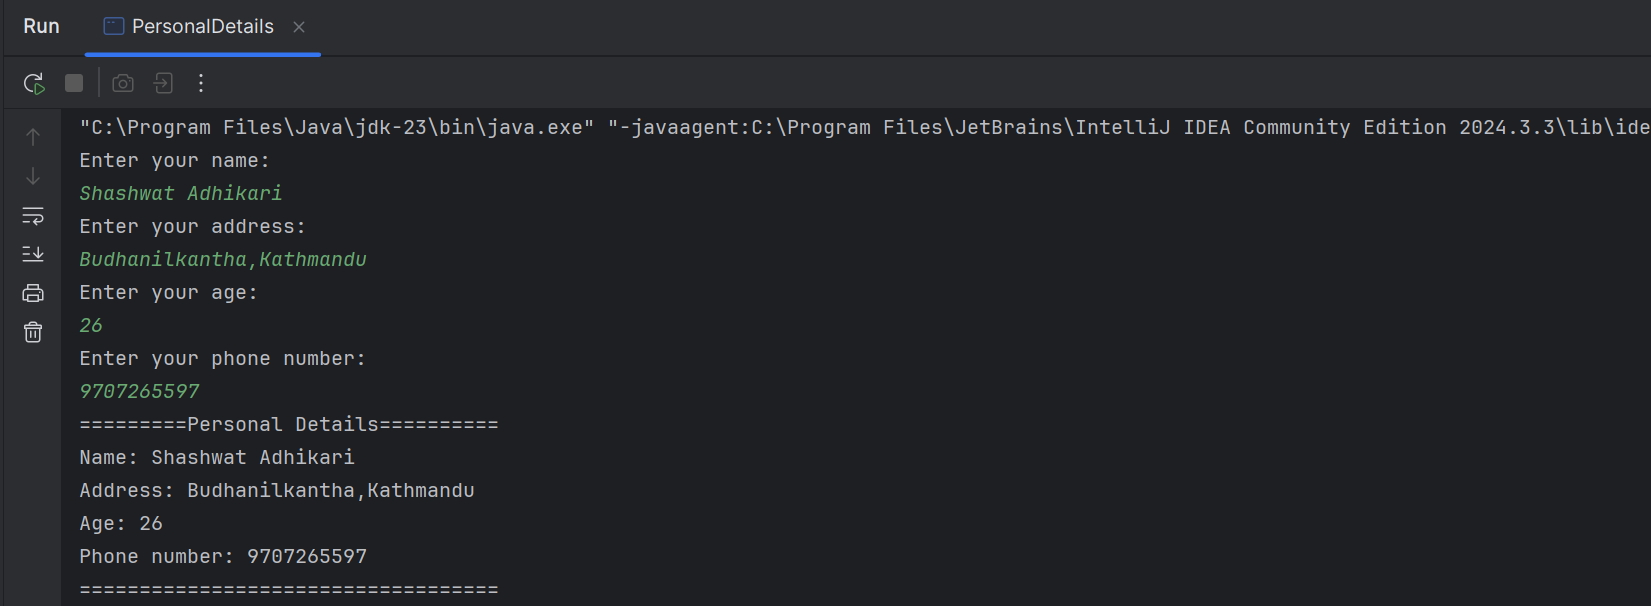 Run PersonalDetails
"C:\Program Files\Java\jdk-23\bin\java.exe" "-javaagent:C:\Program Files\JetBrains\IntelliJ IDEA Community Edition 2024.3.3\lib\ide
Enter your name:
Shashwat Adhikari
Enter your address:
Budhanilkantha,Kathmandu
Enter your age:
26
Enter your phone number:
9707265597
=========Personal Details==========
Name: Shashwat Adhikari
Address: Budhanilkantha,Kathmandu
Age: 26
Phone number: 9707265597
===================================